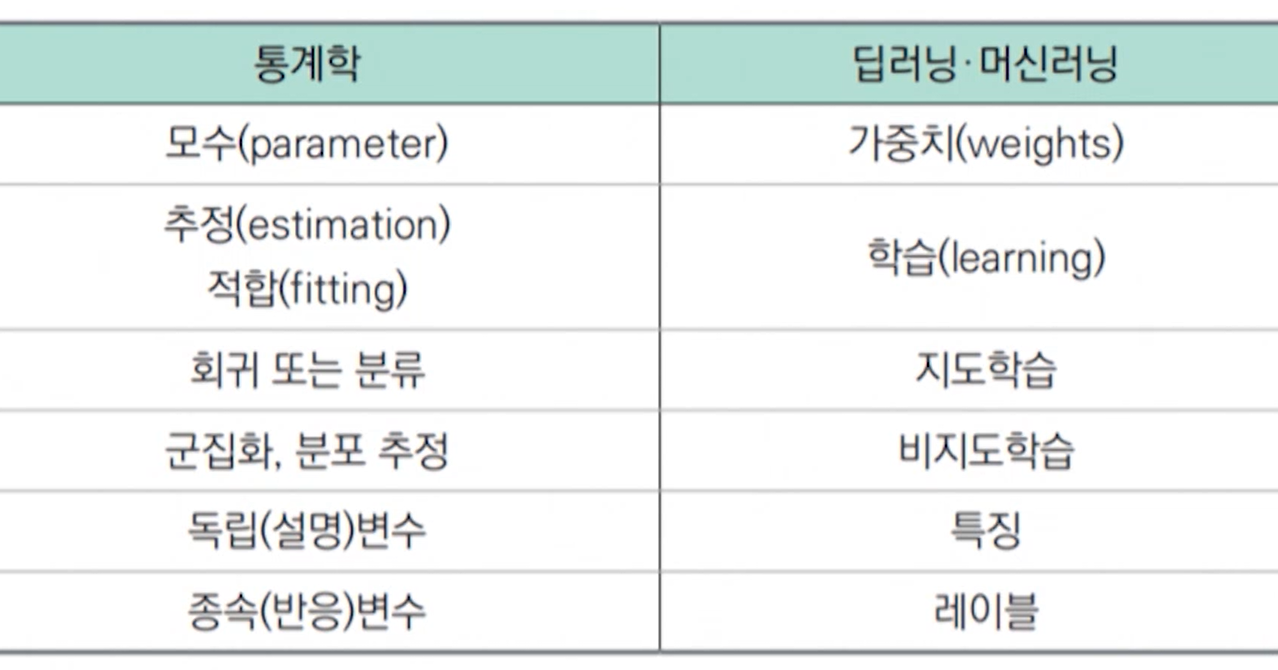 통계학 딥러닝·머신러닝
모수(parameter) 가중치(weights)
추정(estimation)
적합(fitting)
학습(learning)
회귀 또는 분류 지도학습
군집화, 분포 추정 비지도학습
독립(설명)변수 특징
종속(반응)변수 레이블